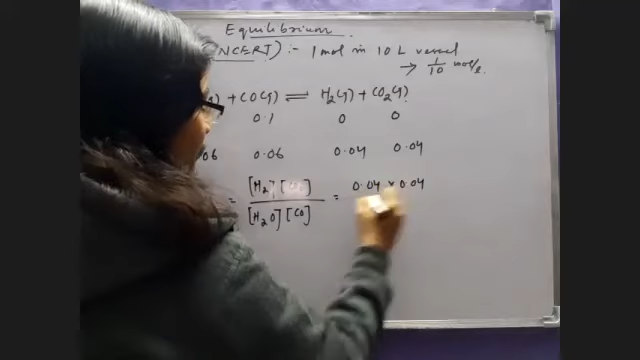 Equilibrium
(NCERT) :- 1 mol in 10 L vessel
→ 1/10 mol/L.
+ CO(g) ⇌ H₂(g) + CO₂(g)
0.1 0 0
06 0.06 0.04 0.04
= [H₂] / [H₂O][CO] = 0.04 × 0.04